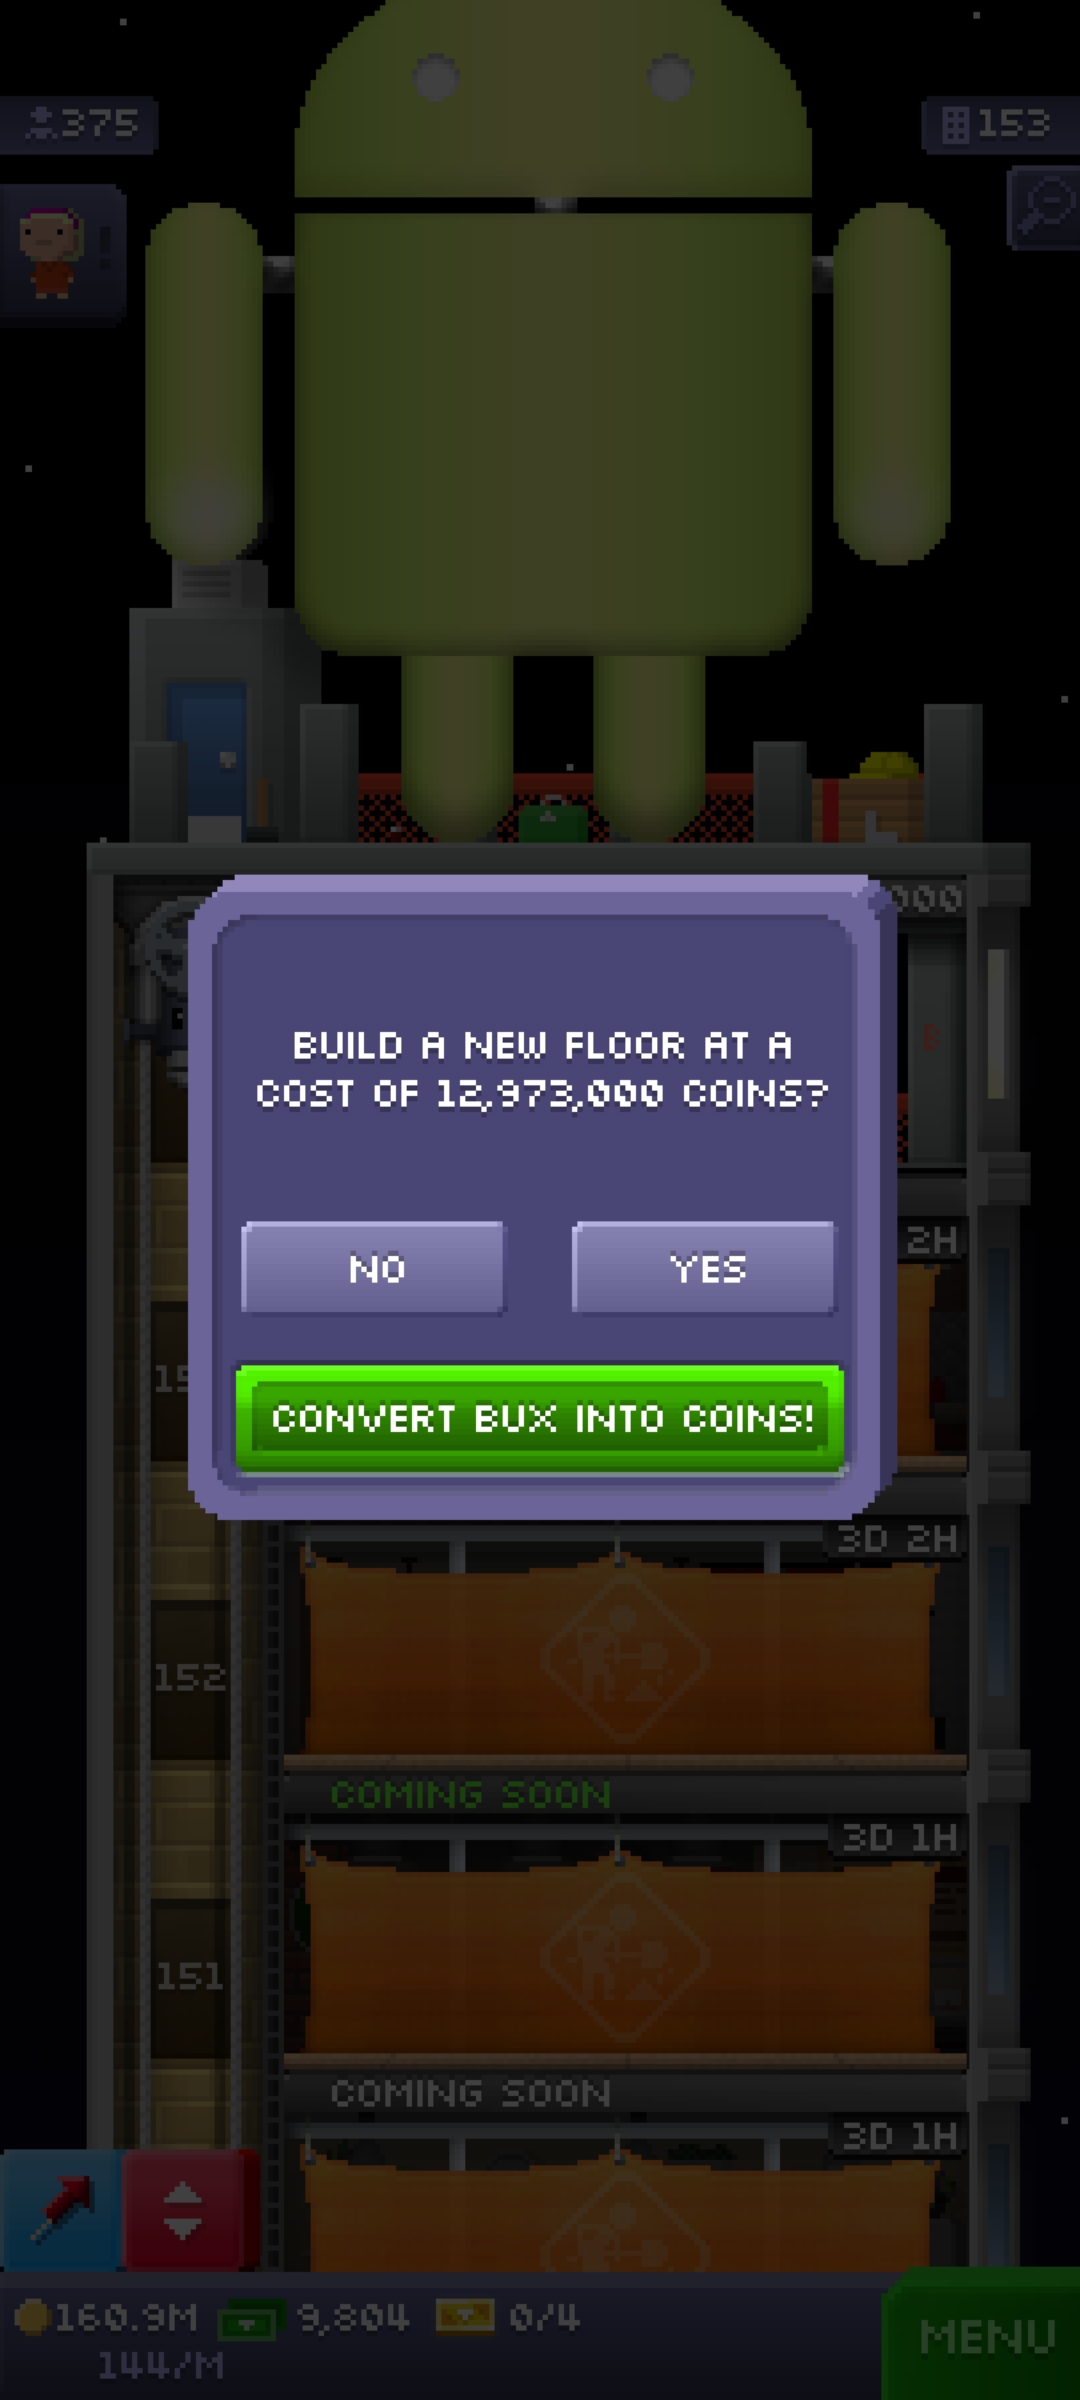 375
153
000
B
BUILD A NEW FLOOR AT A
COST OF 12,973,000 COINS?
2H
NO
YES
CONVERT BUX INTO COINS!
3D 2H
152
COMING SOON
3D 1H
151
COMING SOON
3D 1H
160.9M 9,804 0/4
144/M
MENU